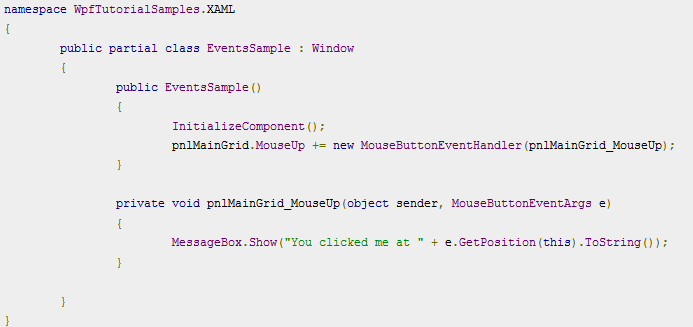 namespace WpfTutorialSamples.XAML
{
public partial class EventsSample : Window
{
public EventsSample()
{
InitializeComponent();
pnlMainGrid.MouseUp += new MouseButtonEventHandler(pnlMainGrid_MouseUp);
}
private void pnlMainGrid_MouseUp(object sender, MouseButtonEventArgs e)
{
MessageBox.Show("You clicked me at " + e.GetPosition(this).ToString());
}
}
}